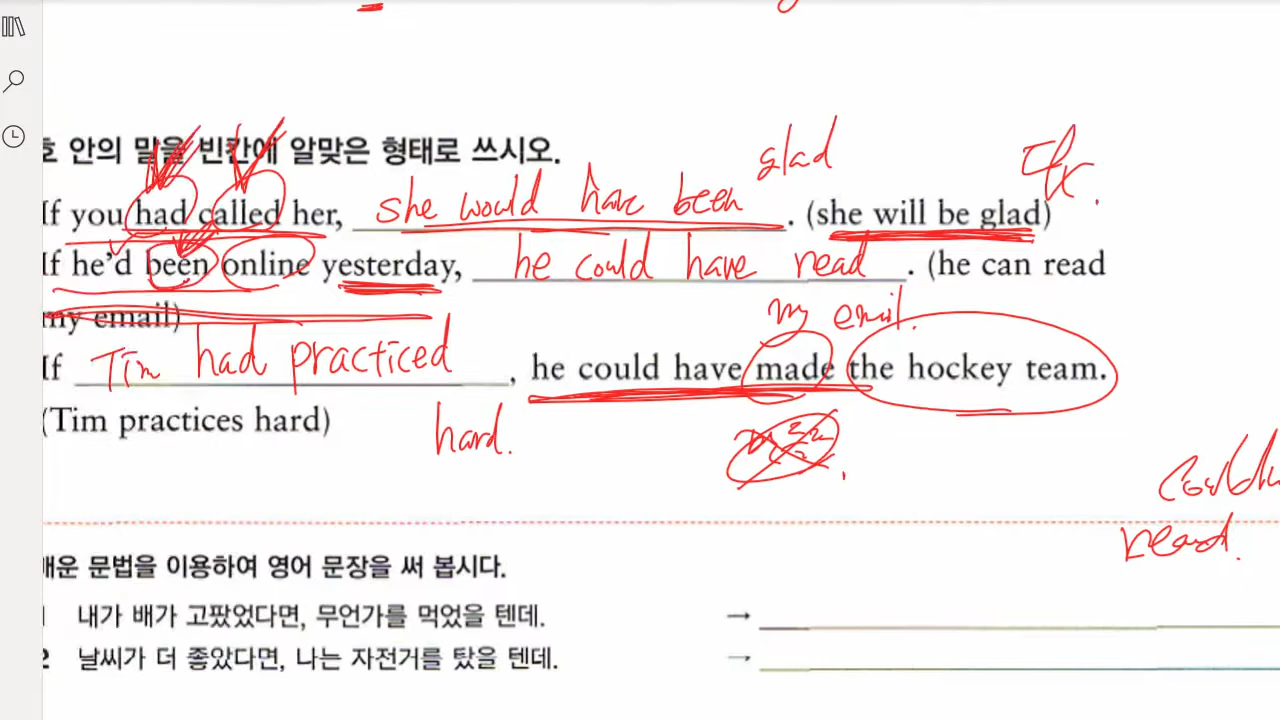 glad
호 안의 말을 빈칸에 알맞은 형태로 쓰시오.
If you had called her, she would have been. (she will be glad)
If he'd been online yesterday, he could have read. (he can read
my email)
my email.
If Tim had practiced, he could have made the hockey team.
(Tim practices hard)
hard.
read.
배운 문법을 이용하여 영어 문장을 써 봅시다.
1 내가 배가 고팠었다면, 무언가를 먹었을 텐데. →
2 날씨가 더 좋았다면, 나는 자전거를 탔을 텐데. →